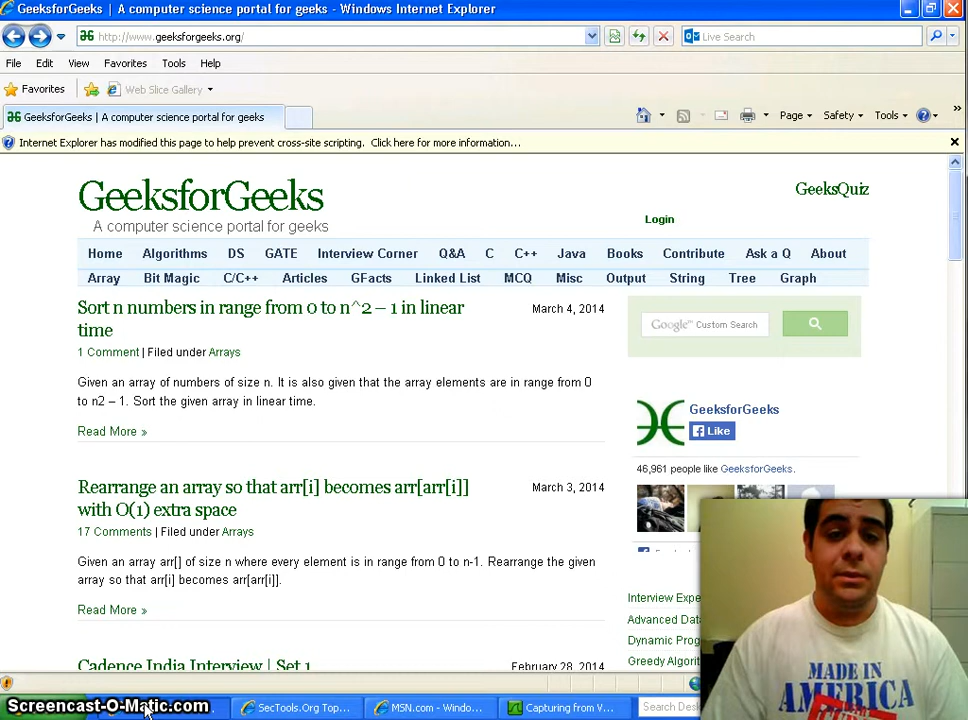 GeeksforGeeks | A computer science portal for geeks - Windows Internet Explorer
http://www.geeksforgeeks.org/
Live Search
File Edit View Favorites Tools Help
Favorites Web Slice Gallery
GeeksforGeeks | A computer science portal for geeks
Page Safety Tools
Internet Explorer has modified this page to help prevent cross-site scripting. Click here for more information...
GeeksforGeeks
GeeksQuiz
A computer science portal for geeks
Login
Home Algorithms DS GATE Interview Corner Q&A C C++ Java Books Contribute Ask a Q About
Array Bit Magic C/C++ Articles GFacts Linked List MCQ Misc Output String Tree Graph
Sort n numbers in range from 0 to n^2 – 1 in linear
time
March 4, 2014
1 Comment | Filed under Arrays
Given an array of numbers of size n. It is also given that the array elements are in range from 0
to n2 – 1. Sort the given array in linear time.
Read More »
Google™ Custom Search
GeeksforGeeks
Like
46,961 people like GeeksforGeeks.
Rearrange an array so that arr[i] becomes arr[arr[i]]
with O(1) extra space
March 3, 2014
17 Comments | Filed under Arrays
Given an array arr[] of size n where every element is in range from 0 to n-1. Rearrange the given
array so that arr[i] becomes arr[arr[i]].
Read More »
Cadence India Interview | Set 1
February 28, 2014
Interview Expe
Advanced Dat
Dynamic Prog
Greedy Algorit
MADE IN
AMERICA
Screencast-O-Matic.com
SecTools.Org Top...
MSN.com - Windo...
Capturing from V...
Search Des